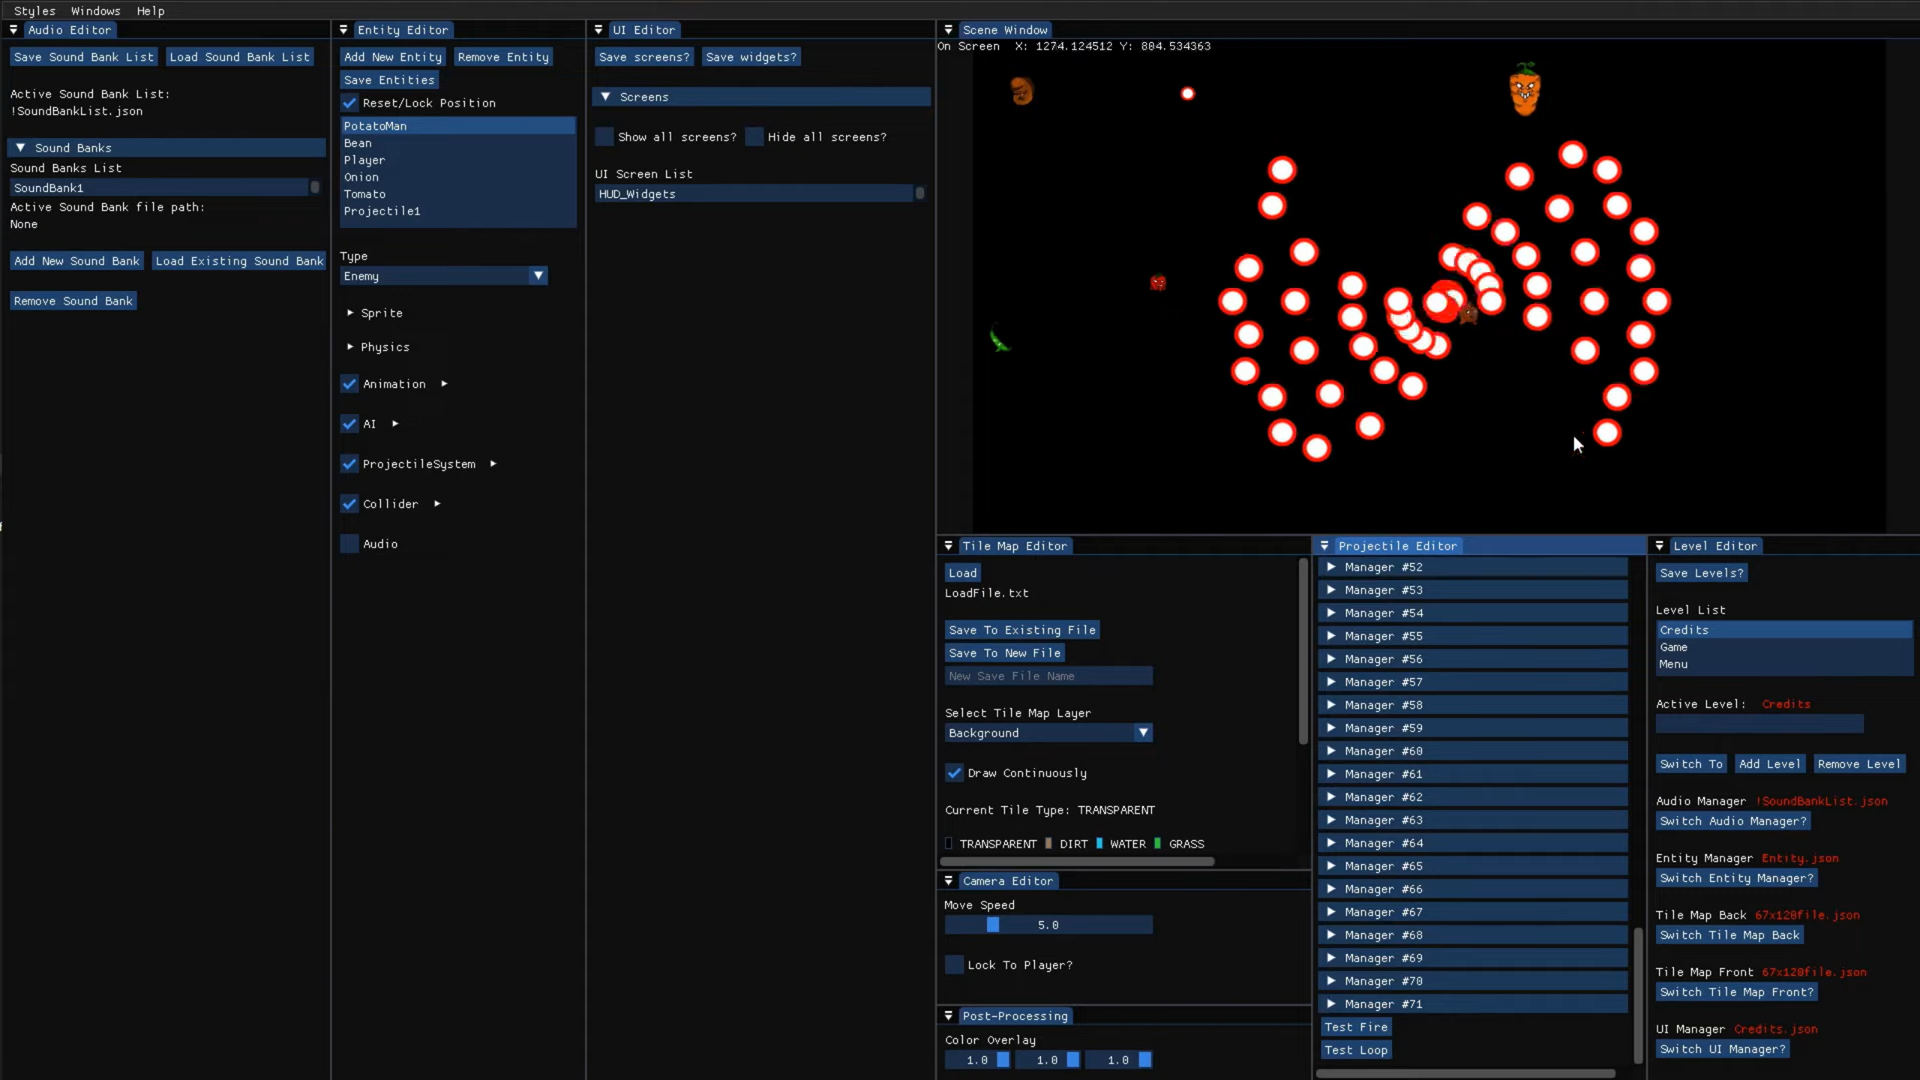 Styles Windows Help
Audio Editor
Save Sound Bank List Load Sound Bank List
Active Sound Bank List:
!SoundBankList.json
Sound Banks
Sound Banks List
SoundBank1
Active Sound Bank file path:
None
Add New Sound Bank Load Existing Sound Bank
Remove Sound Bank
Entity Editor
Add New Entity Remove Entity
Save Entities
Reset/Lock Position
PotatoMan
Bean
Player
Onion
Tomato
Projectile1
Type
Enemy
Sprite
Physics
Animation
AI
ProjectileSystem
Collider
Audio
UI Editor
Save screens? Save widgets?
Screens
Show all screens? Hide all screens?
UI Screen List
HUD_Widgets
Scene Window
On Screen X: 1274.124512 Y: 804.534363
Tile Map Editor
Load
LoadFile.txt
Save To Existing File
Save To New File
New Save File Name
Select Tile Map Layer
Background
Draw Continuously
Current Tile Type: TRANSPARENT
TRANSPARENT DIRT WATER GRASS
Camera Editor
Move Speed
5.0
Lock To Player?
Post-Processing
Color Overlay
1.0 1.0 1.0
Projectile Editor
Manager #52
Manager #53
Manager #54
Manager #55
Manager #56
Manager #57
Manager #58
Manager #59
Manager #60
Manager #61
Manager #62
Manager #63
Manager #64
Manager #65
Manager #66
Manager #67
Manager #68
Manager #69
Manager #70
Manager #71
Test Fire
Test Loop
Level Editor
Save Levels?
Level List
Credits
Game
Menu
Active Level: Credits
Switch To Add Level Remove Level
Audio Manager !SoundBankList.json
Switch Audio Manager?
Entity Manager Entity.json
Switch Entity Manager?
Tile Map Back 67x120file.json
Switch Tile Map Back
Tile Map Front 67x120file.json
Switch Tile Map Front?
UI Manager Credits.json
Switch UI Manager?